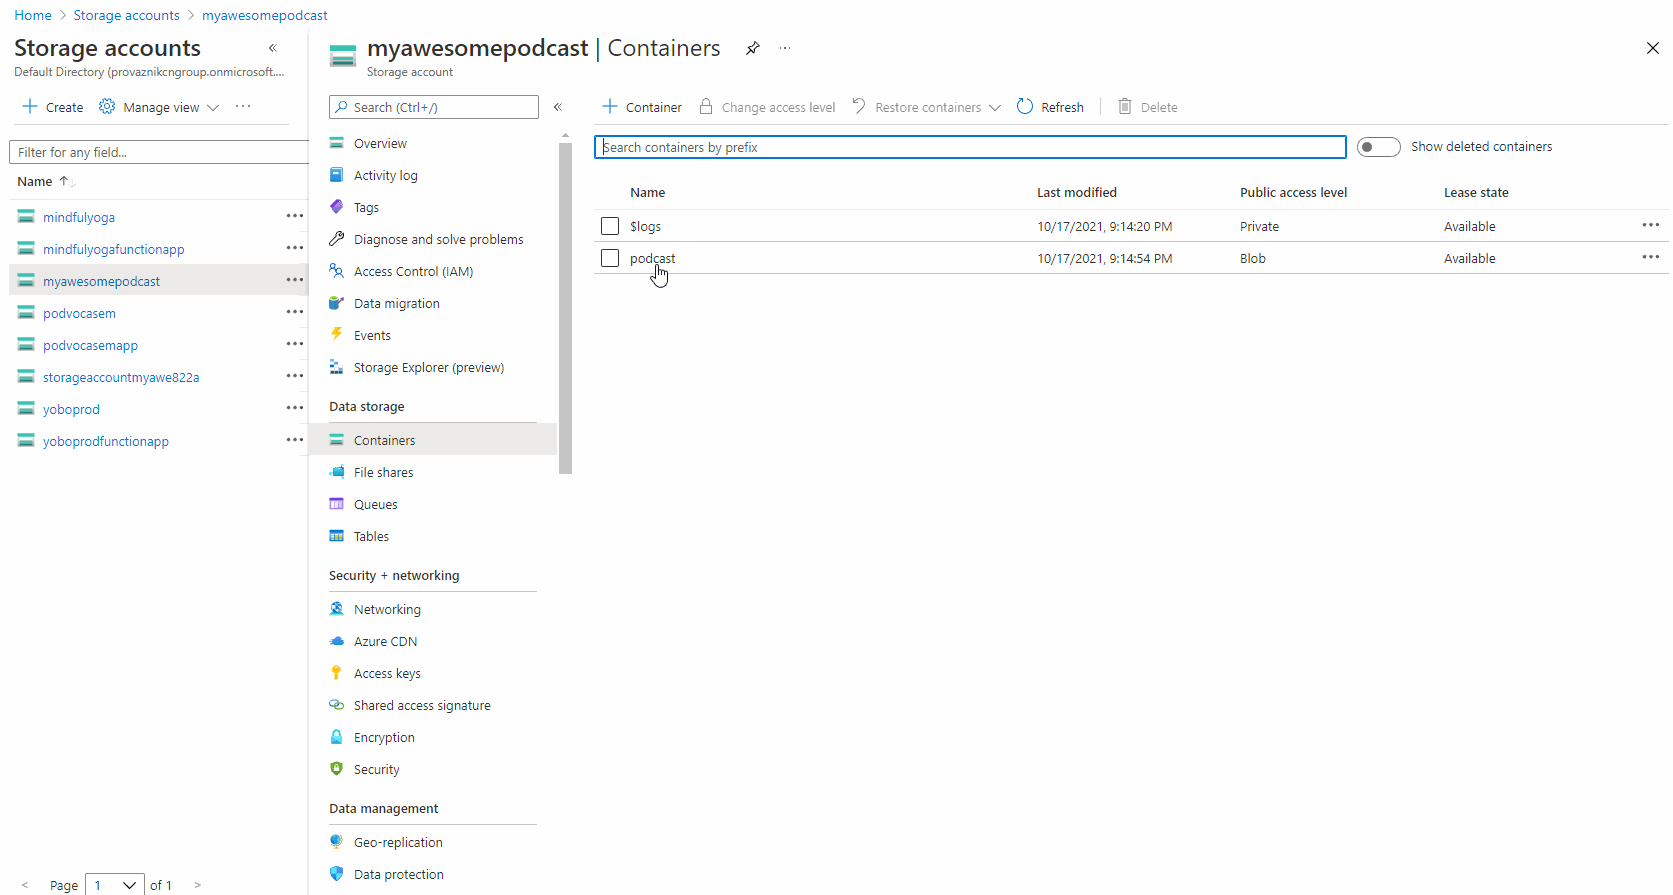 Home > Storage accounts > myawesomepodcast
Storage accounts «
Default Directory (provaznikcngroup.onmicrosoft....
+ Create Manage view ···
Filter for any field...
Name ↑↓
mindfulyoga ···
mindfulyogafunctionapp ···
myawesomepodcast ···
podvocasem ···
podvocasemapp ···
storageaccountmyawe822a ···
yoboprod ···
yoboprodfunctionapp ···
< Page 1 of 1 >
myawesomepodcast | Containers ···
Storage account
Search (Ctrl+/) «
Overview
Activity log
Tags
Diagnose and solve problems
Access Control (IAM)
Data migration
Events
Storage Explorer (preview)
Data storage
Containers
File shares
Queues
Tables
Security + networking
Networking
Azure CDN
Access keys
Shared access signature
Encryption
Security
Data management
Geo-replication
Data protection
+ Container Change access level Restore containers Refresh Delete
Search containers by prefix Show deleted containers
Name Last modified Public access level Lease state
$logs 10/17/2021, 9:14:20 PM Private Available ···
podcast 10/17/2021, 9:14:54 PM Blob Available ···